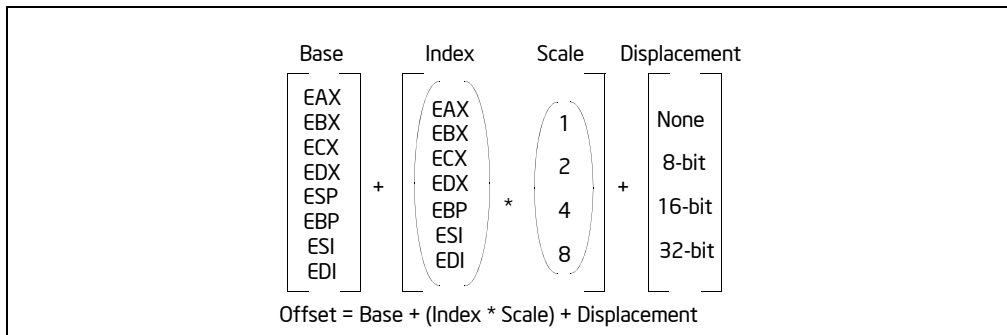 Base Index Scale Displacement
EAX
EBX
ECX
EDX
ESP
EBP
ESI
EDI
+
EAX
EBX
ECX
EDX
EBP
ESI
EDI
*
1
2
4
8
+
None
8-bit
16-bit
32-bit
Offset = Base + (Index * Scale) + Displacement